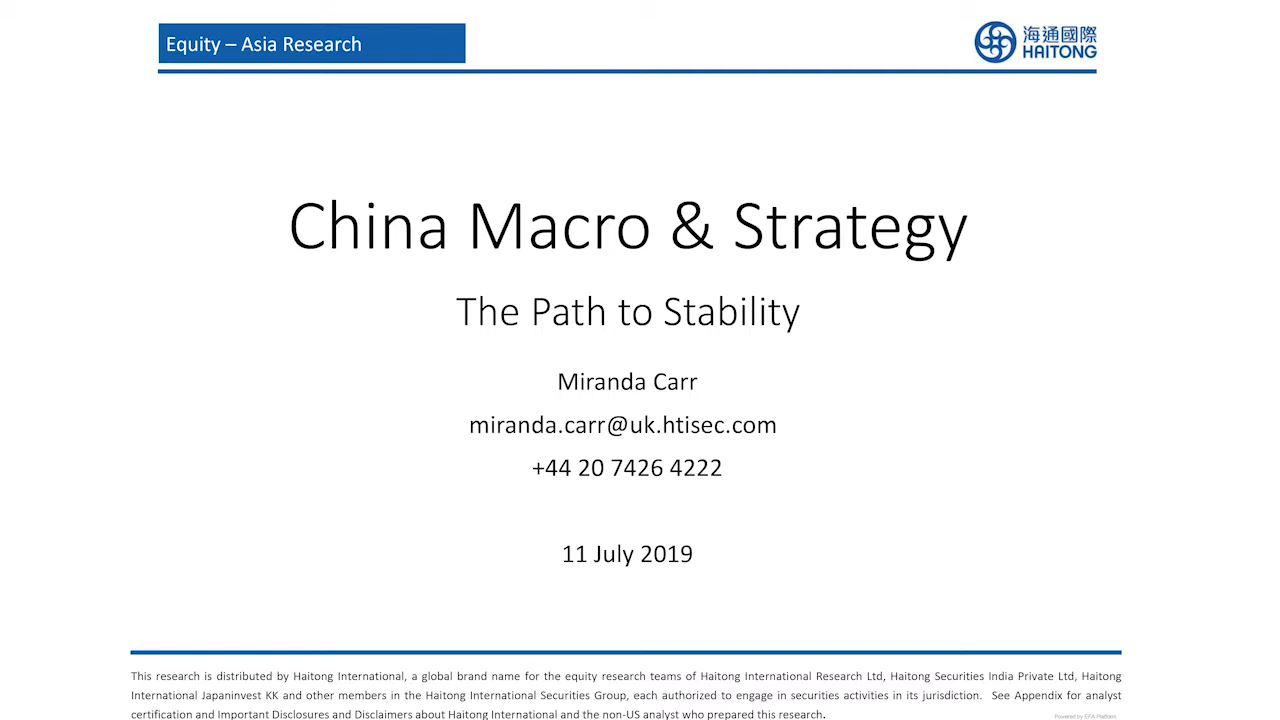 Equity – Asia Research
海通國際
HAITONG
China Macro & Strategy
The Path to Stability
Miranda Carr
miranda.carr@uk.htisec.com
+44 20 7426 4222
11 July 2019
This research is distributed by Haitong International, a global brand name for the equity research teams of Haitong International Research Ltd, Haitong Securities India Private Ltd, Haitong
International Japaninvest KK and other members in the Haitong International Securities Group, each authorized to engage in securities activities in its jurisdiction. See Appendix for analyst
certification and Important Disclosures and Disclaimers about Haitong International and the non-US analyst who prepared this research.
Powered by EFA Platform